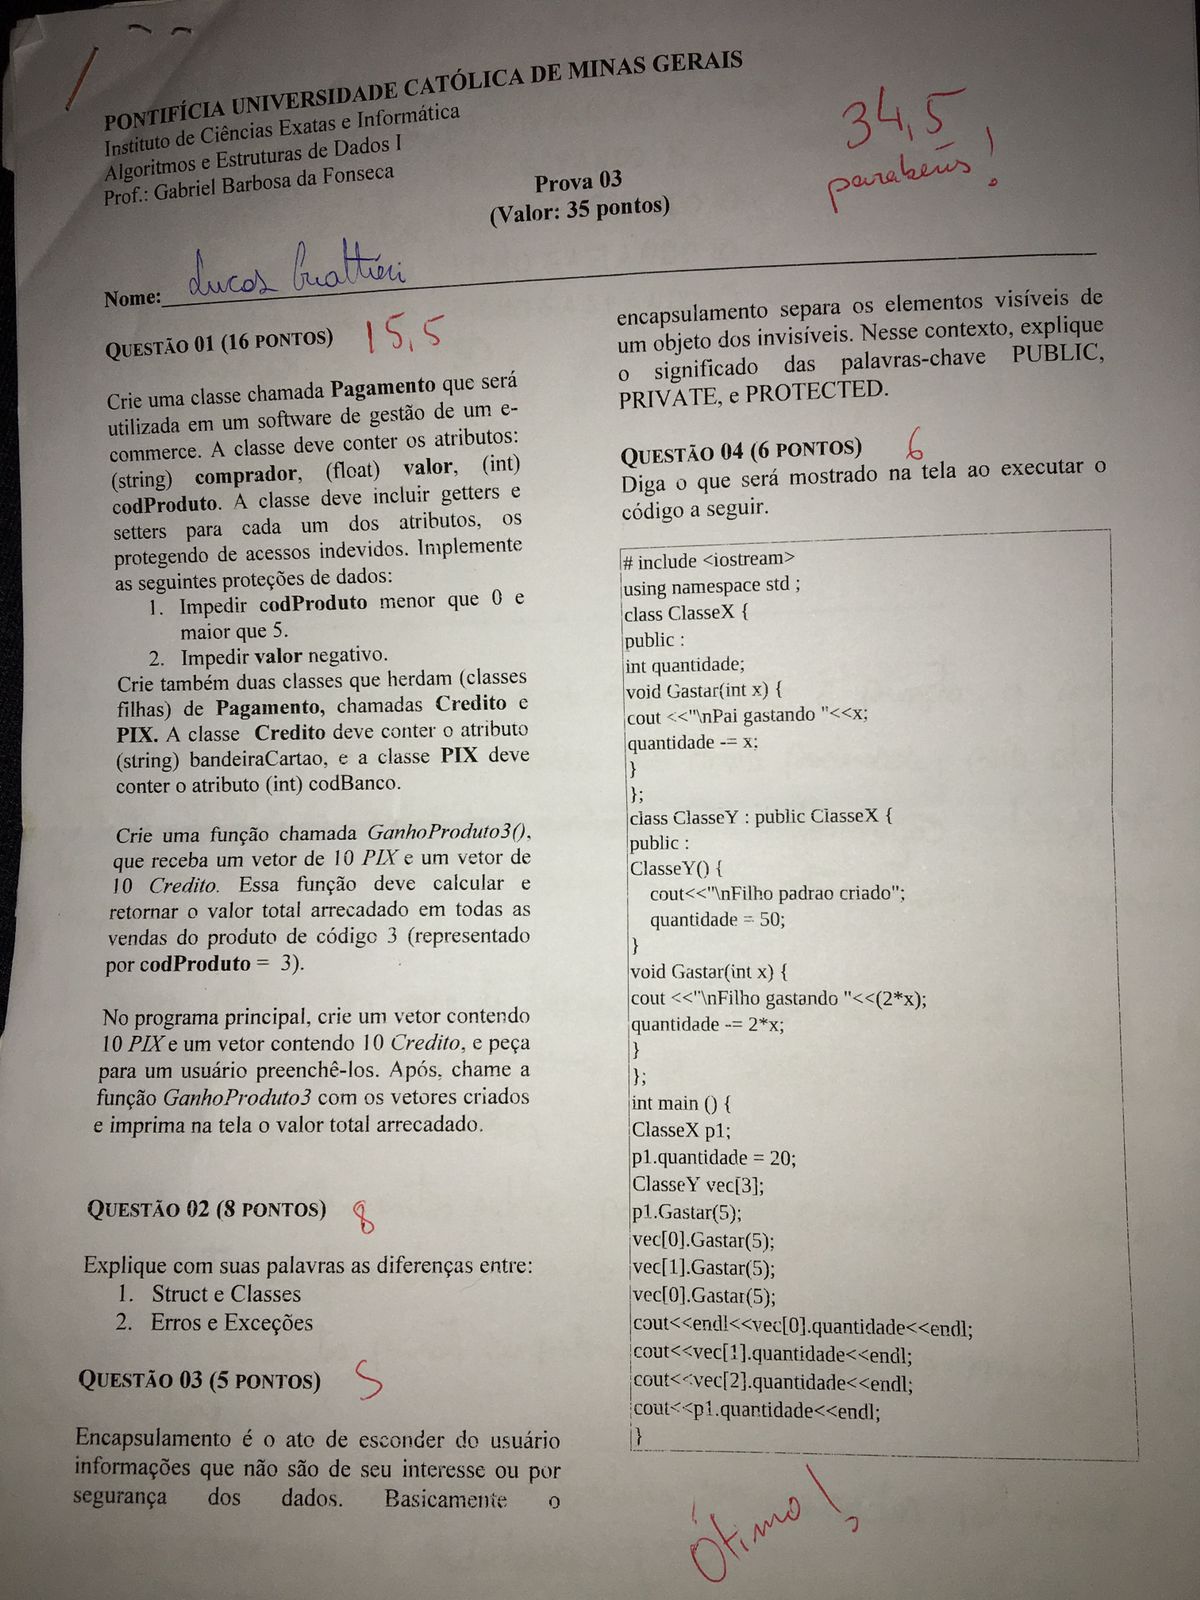 PONTIFÍCIA UNIVERSIDADE CATÓLICA DE MINAS GERAIS
Instituto de Ciências Exatas e Informática
Algoritmos e Estruturas de Dados I
Prof.: Gabriel Barbosa da Fonseca
34,5
parabéns!
Prova 03
(Valor: 35 pontos)
Nome: Lucas Gualtieri
QUESTÃO 01 (16 PONTOS) 15,5
Crie uma classe chamada Pagamento que será
utilizada em um software de gestão de um e-
commerce. A classe deve conter os atributos:
(string) comprador, (float) valor, (int)
codProduto. A classe deve incluir getters e
setters para cada um dos atributos, os
protegendo de acessos indevidos. Implemente
as seguintes proteções de dados:
1. Impedir codProduto menor que 0 e
maior que 5.
2. Impedir valor negativo.
Crie também duas classes que herdam (classes
filhas) de Pagamento, chamadas Credito e
PIX. A classe Credito deve conter o atributo
(string) bandeiraCartao, e a classe PIX deve
conter o atributo (int) codBanco.
Crie uma função chamada GanhoProduto3(),
que receba um vetor de 10 PIX e um vetor de
10 Credito. Essa função deve calcular e
retornar o valor total arrecadado em todas as
vendas do produto de código 3 (representado
por codProduto = 3).
No programa principal, crie um vetor contendo
10 PIX e um vetor contendo 10 Credito, e peça
para um usuário preenchê-los. Após, chame a
função GanhoProduto3 com os vetores criados
e imprima na tela o valor total arrecadado.
QUESTÃO 02 (8 PONTOS) 8
Explique com suas palavras as diferenças entre:
1. Struct e Classes
2. Erros e Exceções
QUESTÃO 03 (5 PONTOS) 5
Encapsulamento é o ato de esconder do usuário
informações que não são de seu interesse ou por
segurança dos dados. Basicamente o
encapsulamento separa os elementos visíveis de
um objeto dos invisíveis. Nesse contexto, explique
o significado das palavras-chave PUBLIC,
PRIVATE, e PROTECTED.
QUESTÃO 04 (6 PONTOS) 6
Diga o que será mostrado na tela ao executar o
código a seguir.
# include <iostream>
using namespace std ;
class ClasseX {
public :
int quantidade;
void Gastar(int x) {
cout <<"\nPai gastando "<<x;
quantidade -= x;
}
};
class ClasseY : public ClasseX {
public :
ClasseY() {
cout<<"\nFilho padrao criado";
quantidade = 50;
}
void Gastar(int x) {
cout <<"\nFilho gastando "<<(2*x);
quantidade -= 2*x;
}
};
int main () {
ClasseX p1;
p1.quantidade = 20;
ClasseY vec[3];
p1.Gastar(5);
vec[0].Gastar(5);
vec[1].Gastar(5);
vec[0].Gastar(5);
cout<<endl<<vec[0].quantidade<<endl;
cout<<vec[1].quantidade<<endl;
cout<<vec[2].quantidade<<endl;
cout<<p1.quantidade<<endl;
}
Ótimo!